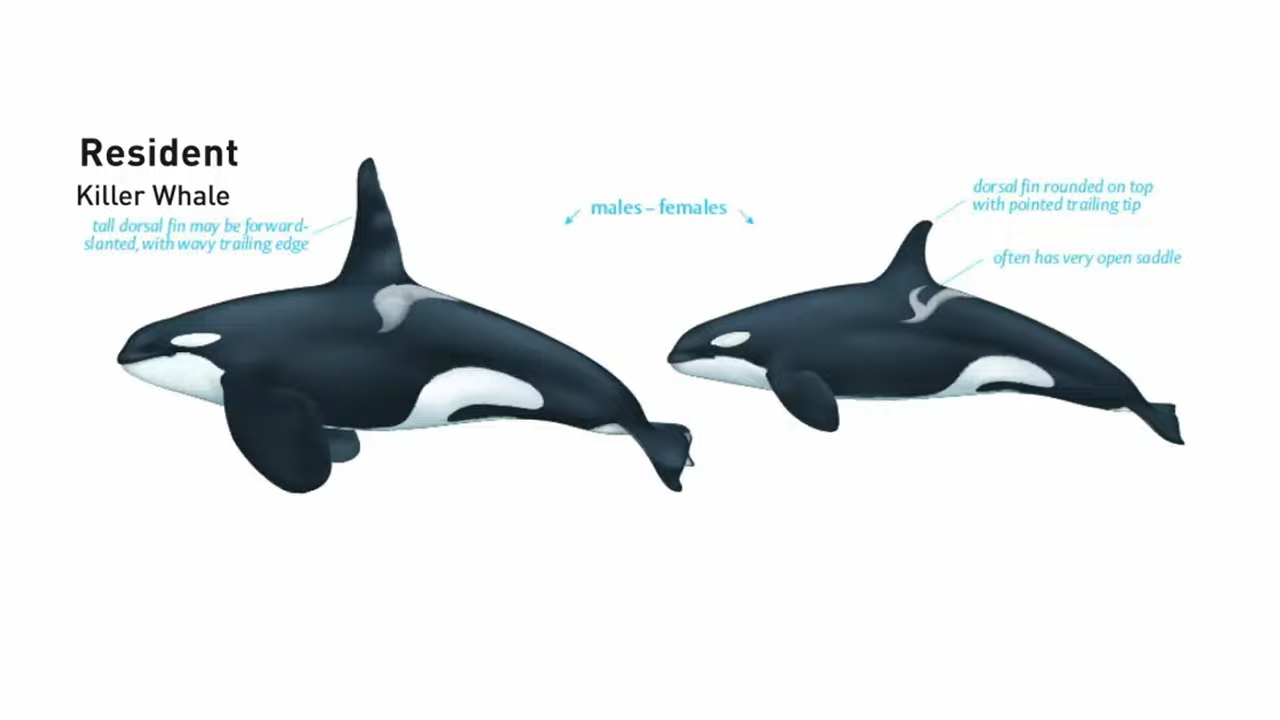 Resident
Killer Whale
tall dorsal fin may be forward-
slanted, with wavy trailing edge
males – females
dorsal fin rounded on top
with pointed trailing tip
often has very open saddle